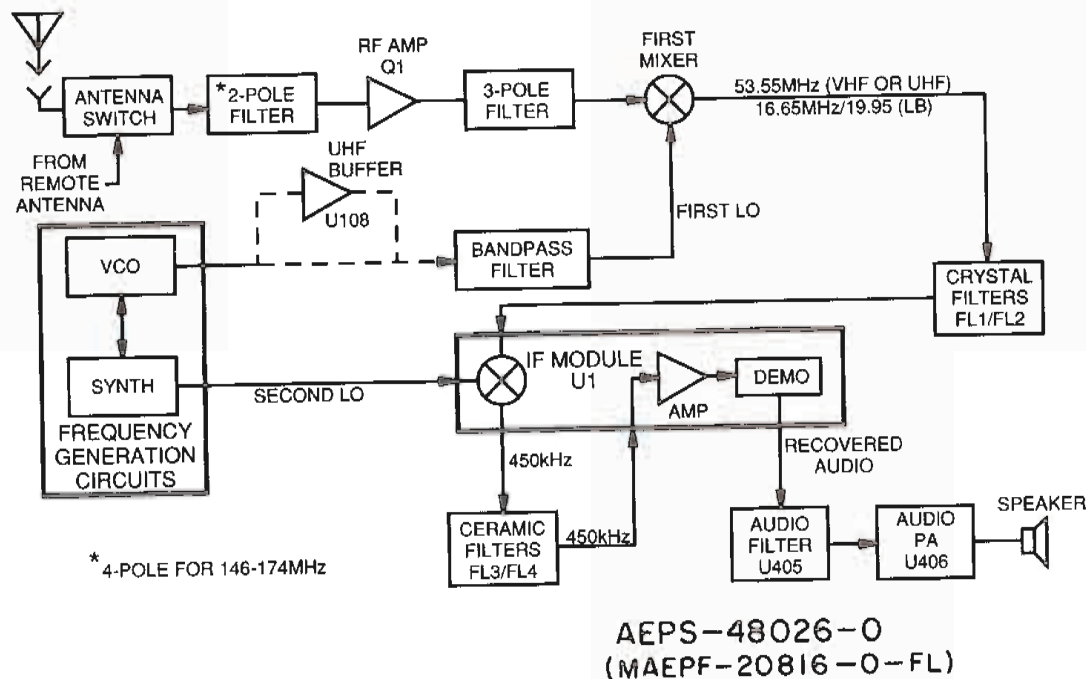 RF AMP
Q1
FIRST
MIXER
ANTENNA
SWITCH
*2-POLE
FILTER
3-POLE
FILTER
53.55MHz (VHF OR UHF)
16.65MHz/19.95 (LB)
FROM
REMOTE
ANTENNA
UHF
BUFFER
U108
FIRST LO
VCO
BANDPASS
FILTER
CRYSTAL
FILTERS
FL1/FL2
SYNTH
SECOND LO
IF MODULE
U1
AMP
DEMO
FREQUENCY
GENERATION
CIRCUITS
450kHz
RECOVERED
AUDIO
CERAMIC
FILTERS
FL3/FL4
450kHz
AUDIO
FILTER
U405
AUDIO
PA
U406
SPEAKER
*4-POLE FOR 146-174MHz
AEPS-48026-O
(MAEPF-20816-O-FL)